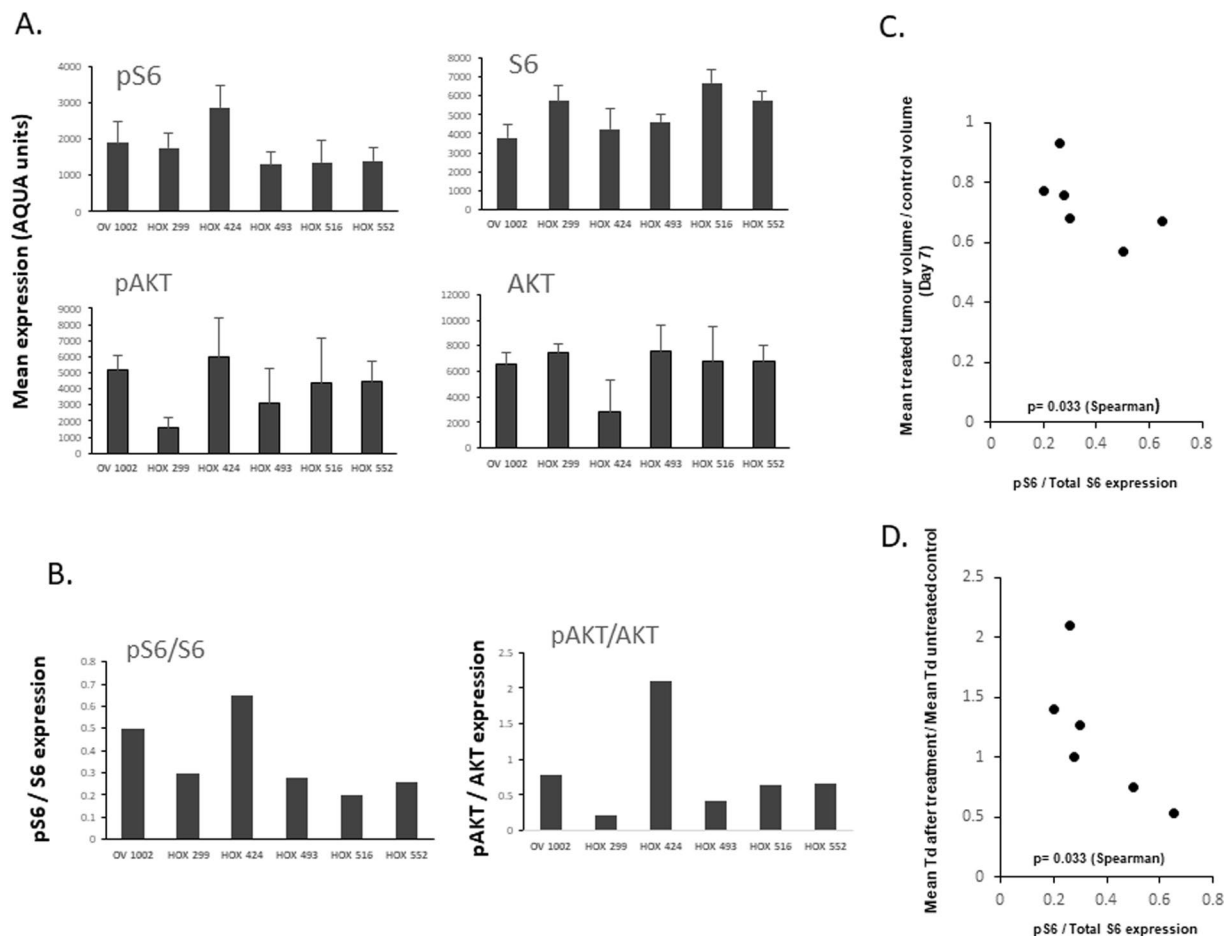 A.
Mean expression (AQUA units)
pS6
4000
3000
2000
1000
0
OV 1002 HOX 299 HOX 424 HOX 493 HOX 516 HOX 552
S6
8000
7000
6000
5000
4000
3000
2000
1000
0
OV 1002 HOX 299 HOX 424 HOX 493 HOX 516 HOX 552
pAKT
9000
8000
7000
6000
5000
4000
3000
2000
1000
0
OV 1002 HOX 299 HOX 424 HOX 493 HOX 516 HOX 552
AKT
12000
10000
8000
6000
4000
2000
0
OV 1002 HOX 299 HOX 424 HOX 493 HOX 516 HOX 552
B.
pS6 / S6 expression
pS6/S6
0.8
0.7
0.6
0.5
0.4
0.3
0.2
0.1
0
OV 1002 HOX 299 HOX 424 HOX 493 HOX 516 HOX 552
pAKT / AKT expression
pAKT/AKT
2.5
2
1.5
1
0.5
0
OV 1002 HOX 299 HOX 424 HOX 493 HOX 516 HOX 552
C.
Mean treated tumour volume / control volume
(Day 7)
1
0.8
0.6
0.4
0.2
0
p= 0.033 (Spearman)
0 0.2 0.4 0.6 0.8
pS6 / Total S6 expression
D.
Mean Td after treatment / Mean Td untreated control
2.5
2
1.5
1
0.5
0
p= 0.033 (Spearman)
0 0.2 0.4 0.6 0.8
pS6 / Total S6 expression